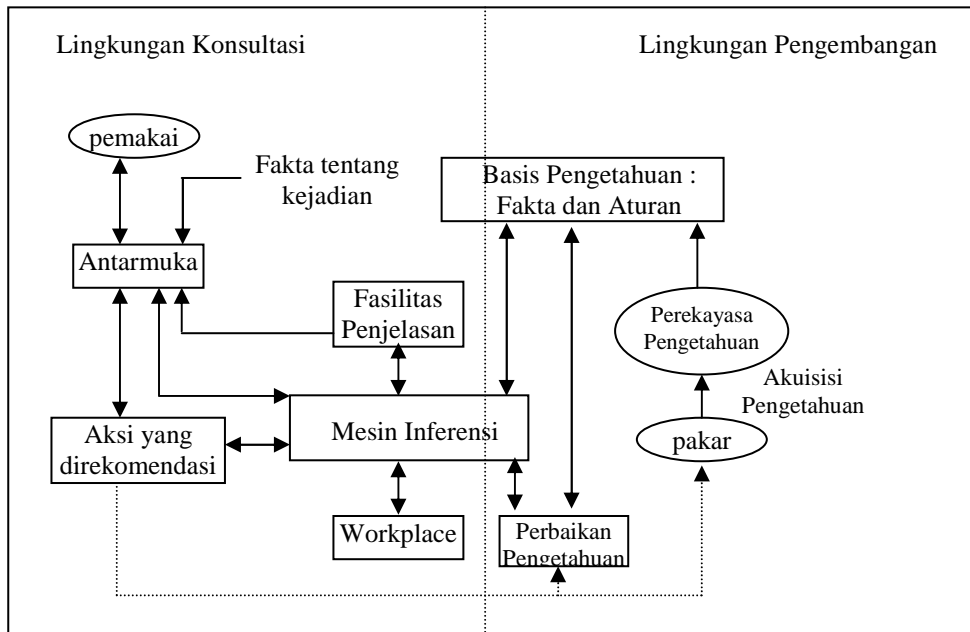 Lingkungan Konsultasi
Lingkungan Pengembangan
pemakai
Fakta tentang
kejadian
Basis Pengetahuan :
Fakta dan Aturan
Antarmuka
Fasilitas
Penjelasan
Perekayasa
Pengetahuan
Akuisisi
Pengetahuan
Aksi yang
direkomendasi
Mesin Inferensi
pakar
Workplace
Perbaikan
Pengetahuan